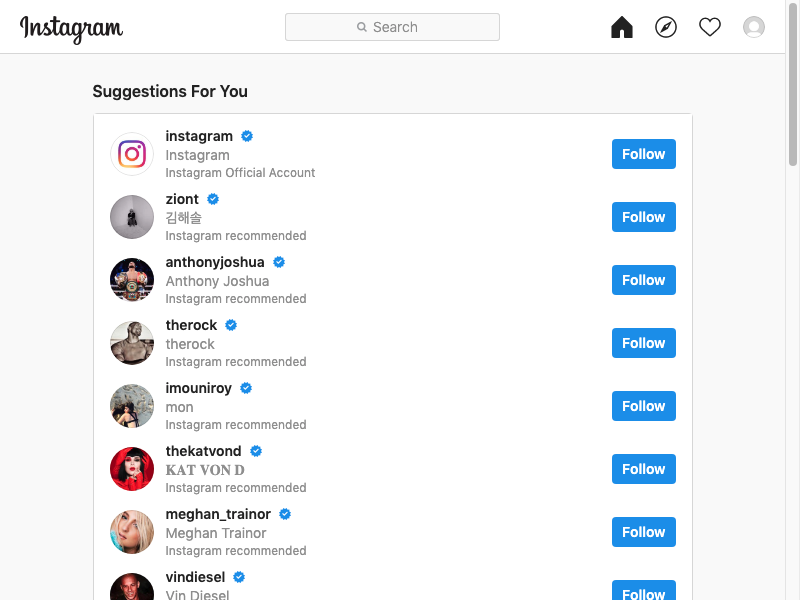 Instagram
Search
Suggestions For You
instagram
Instagram
Instagram Official Account
Follow
ziont
김해솔
Instagram recommended
Follow
anthonyjoshua
Anthony Joshua
Instagram recommended
Follow
therock
therock
Instagram recommended
Follow
imouniroy
mon
Instagram recommended
Follow
thekatvond
𝐊𝐀𝐓 𝐕𝐎𝐍 𝐃
Instagram recommended
Follow
meghan_trainor
Meghan Trainor
Instagram recommended
Follow
vindiesel
Vin Diesel
Follow